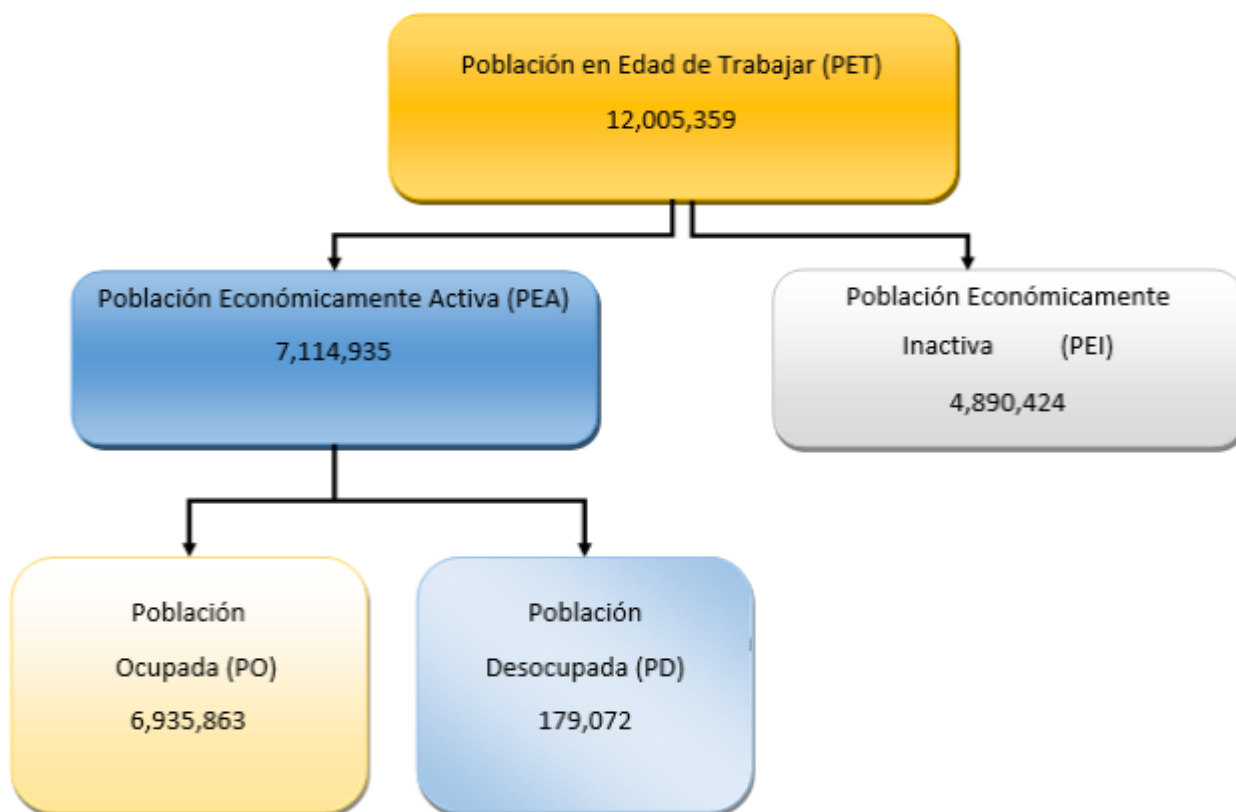 Población en Edad de Trabajar (PET)
12,005,359
Población Económicamente Activa (PEA)
7,114,935
Población Económicamente
Inactiva (PEI)
4,890,424
Población
Ocupada (PO)
6,935,863
Población
Desocupada (PD)
179,072